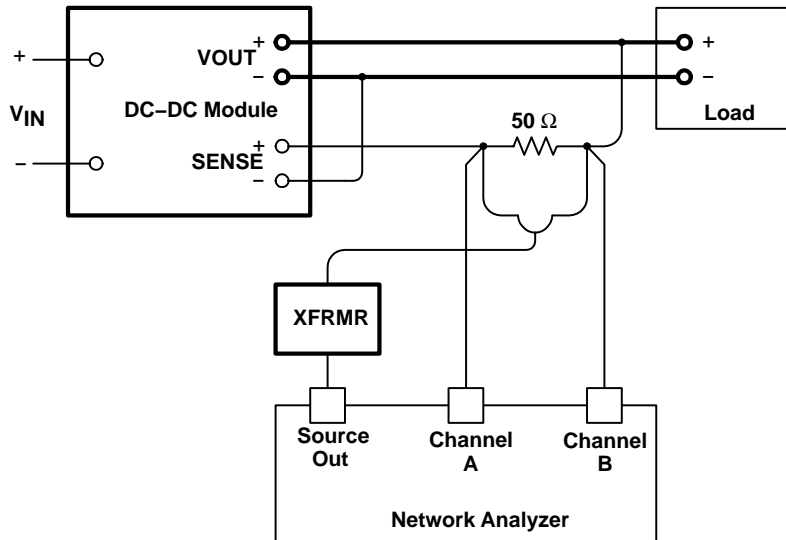 +
VOUT
−
+
VIN
−
DC−DC Module
+
SENSE
−
50 Ω
+
−
Load
XFRMR
Source
Out
Channel
A
Channel
B
Network Analyzer